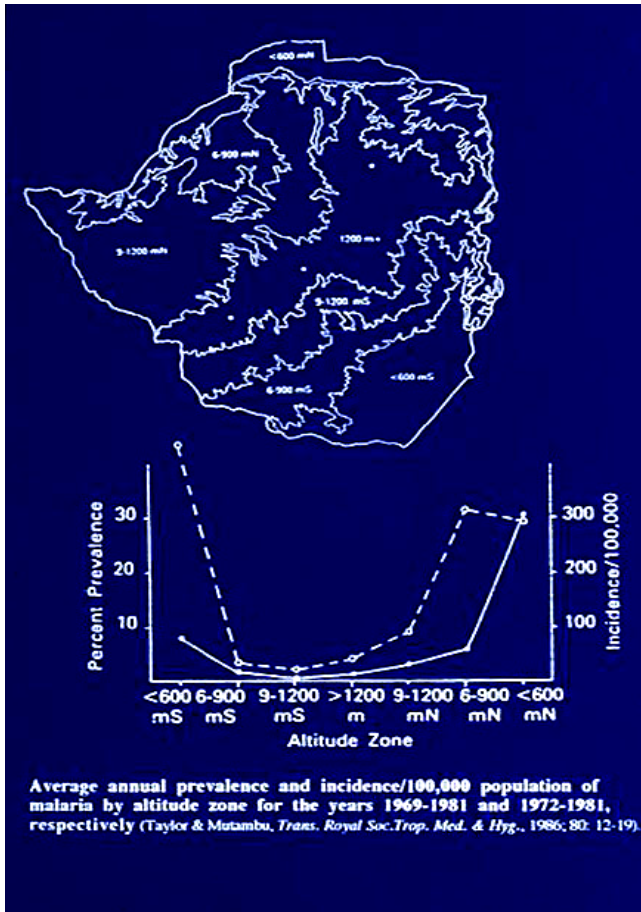 <600 mN
6-900 mN
1200 m+
9-1200 mN
9-1200 mS
6-900 mS
<600 mS
Percent Prevalence
30
20
10
Incidence/100,000
300
200
100
<600 6-900 9-1200 >1200 9-1200 6-900 <600
mS mS mS m mN mN mN
Altitude Zone
Average annual prevalence and incidence/100,000 population of
malaria by altitude zone for the years 1969-1981 and 1972-1981,
respectively (Taylor & Mutambu, Trans. Royal Soc.Trop. Med. & Hyg., 1986; 80: 12-19).